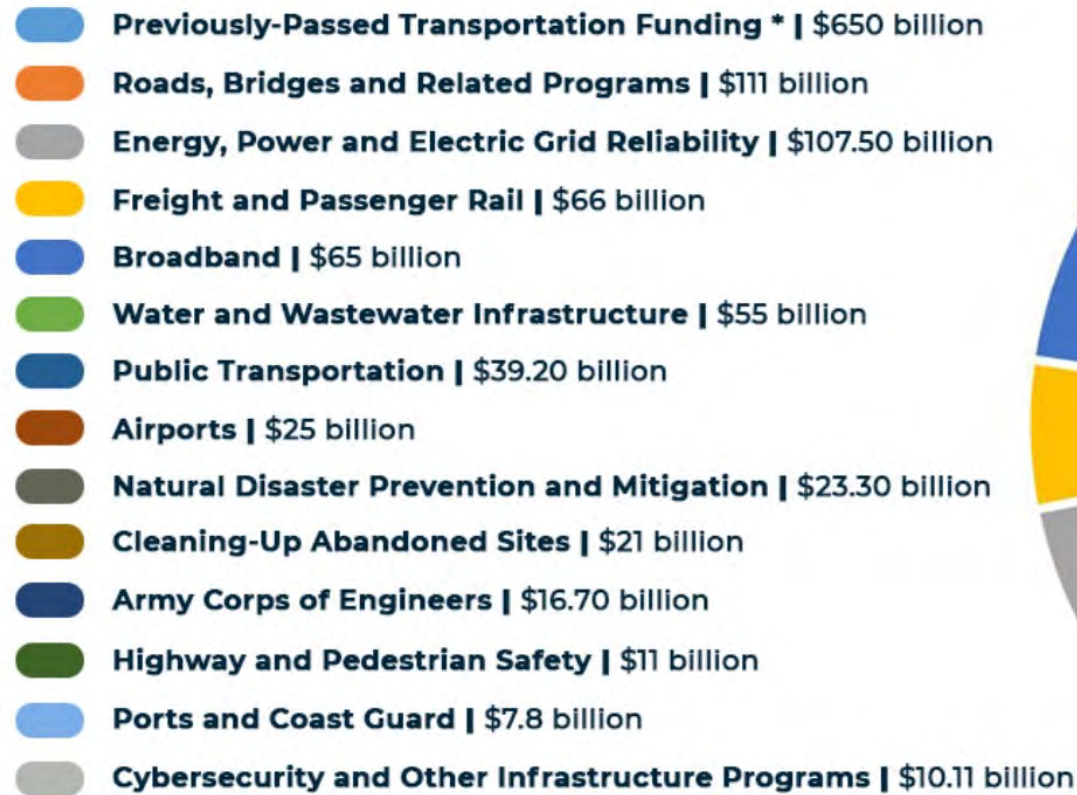 Previously-Passed Transportation Funding * | $650 billion
Roads, Bridges and Related Programs | $111 billion
Energy, Power and Electric Grid Reliability | $107.50 billion
Freight and Passenger Rail | $66 billion
Broadband | $65 billion
Water and Wastewater Infrastructure | $55 billion
Public Transportation | $39.20 billion
Airports | $25 billion
Natural Disaster Prevention and Mitigation | $23.30 billion
Cleaning-Up Abandoned Sites | $21 billion
Army Corps of Engineers | $16.70 billion
Highway and Pedestrian Safety | $11 billion
Ports and Coast Guard | $7.8 billion
Cybersecurity and Other Infrastructure Programs | $10.11 billion